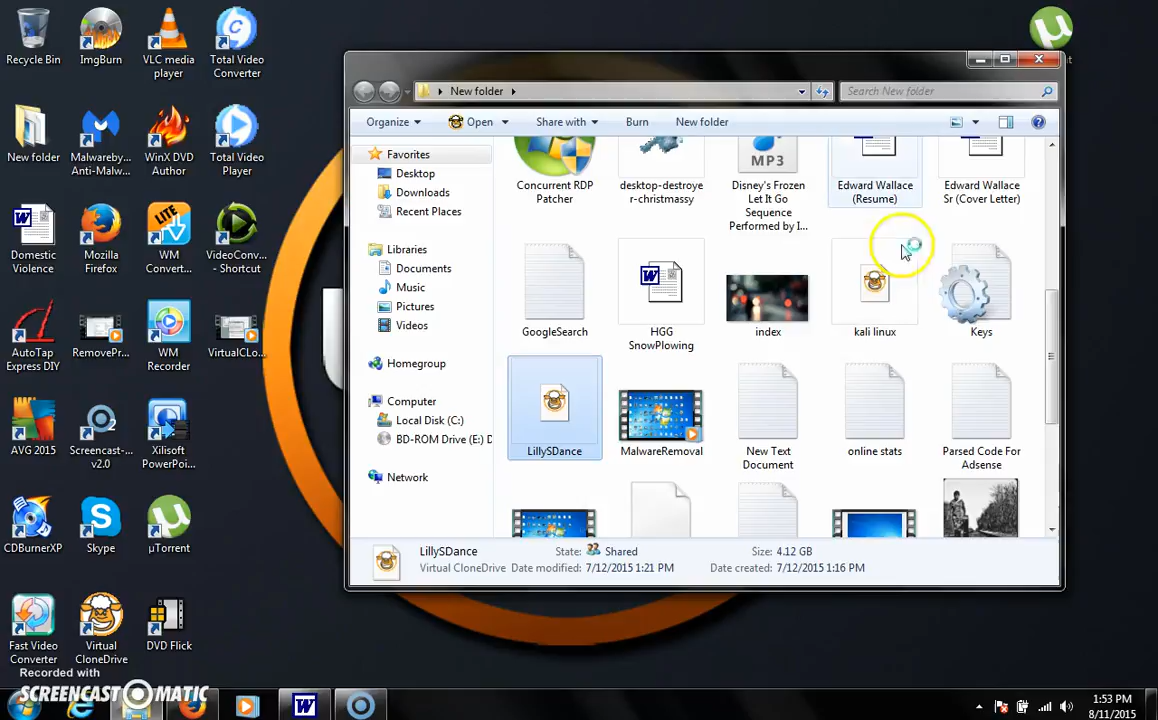 Recycle Bin
ImgBurn
VLC media
player
Total Video
Converter
New folder
Malwareby...
Anti-Malw...
WinX DVD
Author
Total Video
Player
Domestic
Violence
Mozilla
Firefox
LITE
WM
Convert...
VideoConv...
- Shortcut
AutoTap
Express DIY
RemovePr...
WM
Recorder
VirtualCLo...
AVG 2015
Screencast-...
v2.0
Xilisoft
PowerPoi...
CDBurnerXP
Skype
µTorrent
Fast Video
Converter
Virtual
CloneDrive
DVD Flick
Recorded with
SCREENCAST MATIC
New folder
Search New folder
Organize
Open
Share with
Burn
New folder
Favorites
Desktop
Downloads
Recent Places
Libraries
Documents
Music
Pictures
Videos
Homegroup
Computer
Local Disk (C:)
BD-ROM Drive (E:) D
Network
Concurrent RDP
Patcher
desktop-destroye
r-christmassy
MP3
Disney's Frozen
Let It Go
Sequence
Performed by I...
Edward Wallace
(Resume)
Edward Wallace
Sr (Cover Letter)
GoogleSearch
HGG
SnowPlowing
index
kali linux
Keys
LillySDance
MalwareRemoval
New Text
Document
online stats
Parsed Code For
Adsense
LillySDance
State: Shared
Size: 4.12 GB
Virtual CloneDrive
Date modified: 7/12/2015 1:21 PM
Date created: 7/12/2015 1:16 PM
1:53 PM
8/11/2015